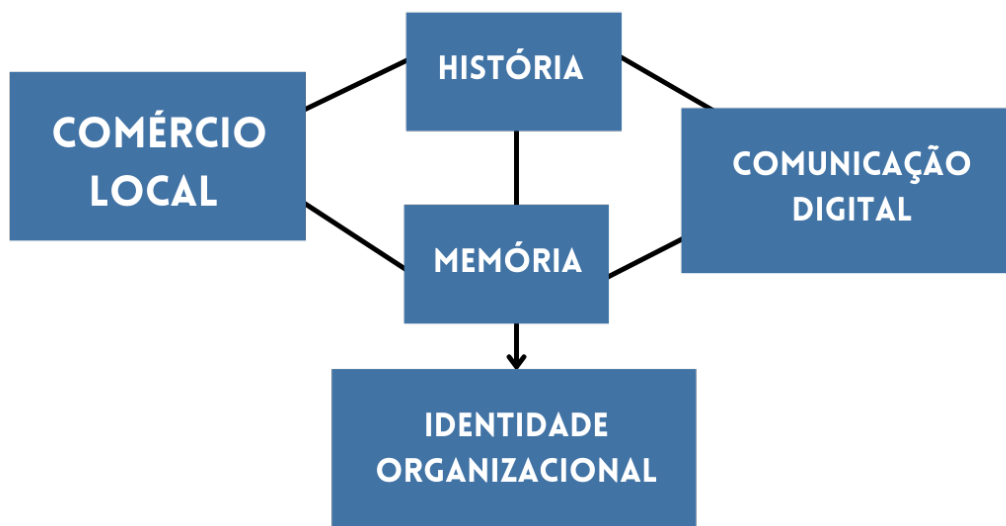 HISTÓRIA
COMÉRCIO
LOCAL
COMUNICAÇÃO
DIGITAL
MEMÓRIA
IDENTIDADE
ORGANIZACIONAL